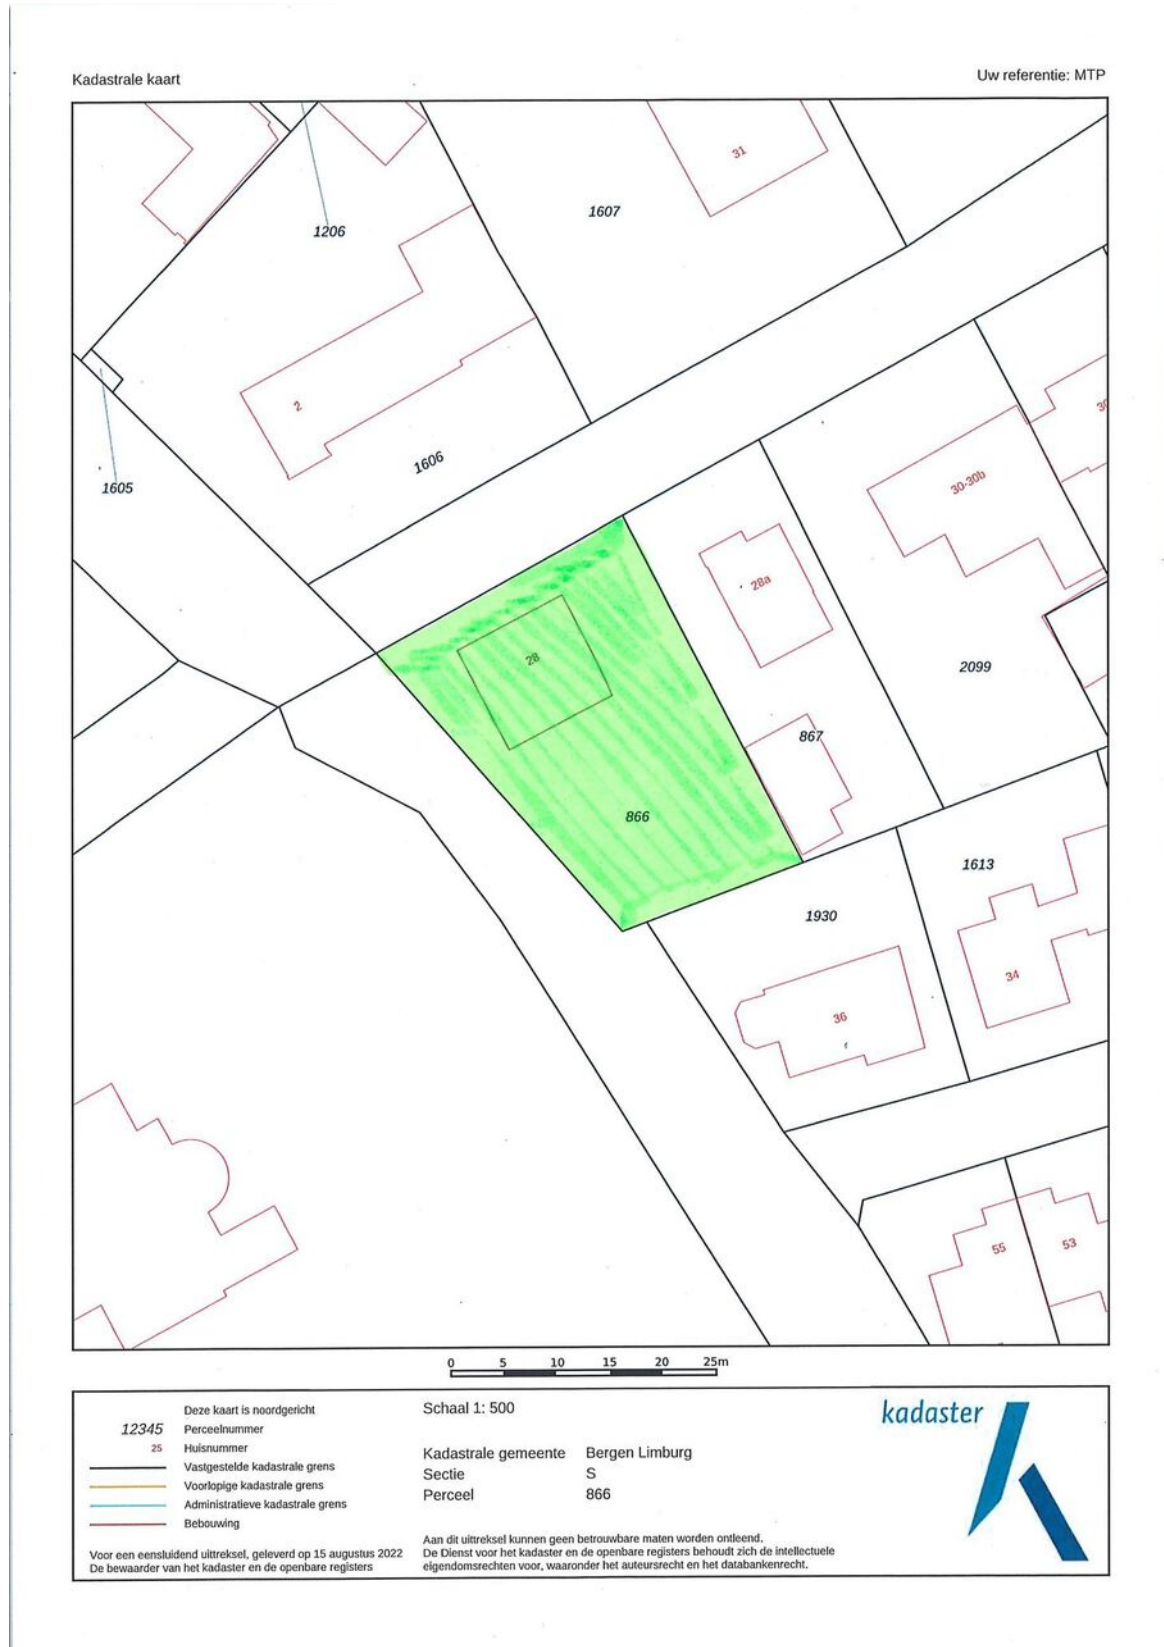 Kadastrale kaart
Uw referentie: MTP
31
1607
1206
2
1606
1605
30
30-30b
28a
28
2099
867
866
1613
1930
34
36
55
53
0 5 10 15 20 25m
Deze kaart is noordgericht
12345 Perceelnummer
25 Huisnummer
Vastgestelde kadastrale grens
Voorlopige kadastrale grens
Administratieve kadastrale grens
Bebouwing
Voor een eensluidend uittreksel, geleverd op 15 augustus 2022
De bewaarder van het kadaster en de openbare registers
Schaal 1: 500
Kadastrale gemeente Bergen Limburg
Sectie S
Perceel 866
Aan dit uittreksel kunnen geen betrouwbare maten worden ontleend.
De Dienst voor het kadaster en de openbare registers behoudt zich de intellectuele
eigendomsrechten voor, waaronder het auteursrecht en het databankenrecht.
kadaster